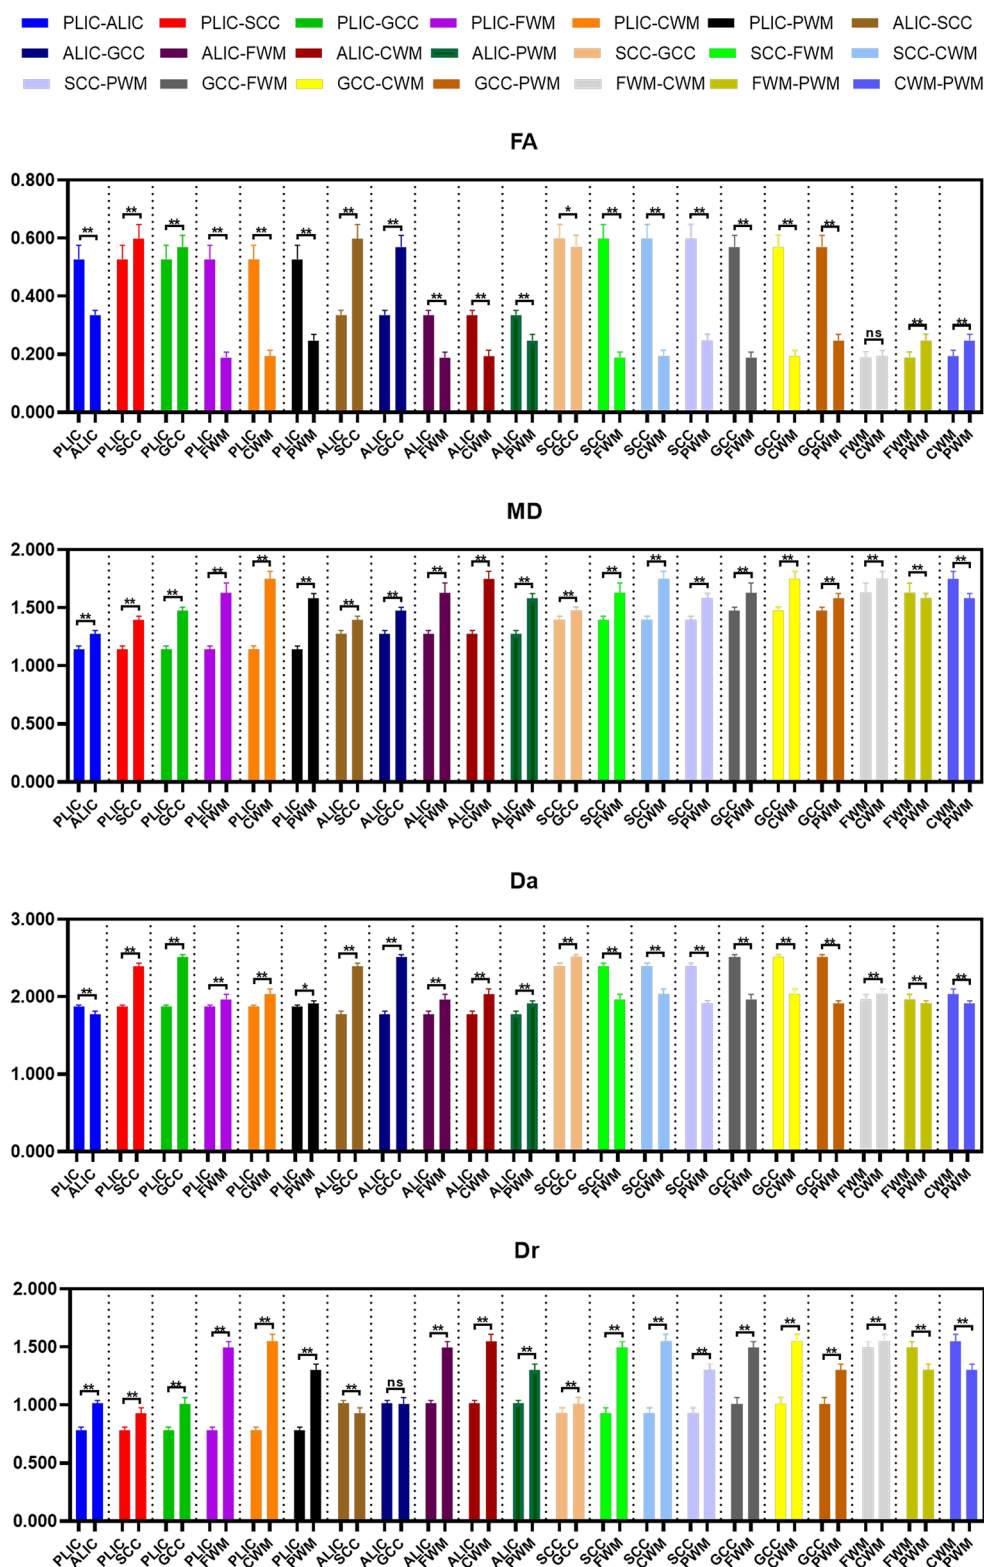 PLIC-ALIC PLIC-SCC PLIC-GCC PLIC-FWM PLIC-CWM PLIC-PWM ALIC-SCC
ALIC-GCC ALIC-FWM ALIC-CWM ALIC-PWM SCC-GCC SCC-FWM SCC-CWM
SCC-PWM GCC-FWM GCC-CWM GCC-PWM FWM-CWM FWM-PWM CWM-PWM
FA
0.800
** ** ** ** ** ** ** ** * ** ** ** ** ** **
0.600
0.400
** ** **
ns ** **
0.200
0.000
PLIC ALIC PLIC SCC PLIC GCC PLIC FWM PLIC CWM PLIC PWM ALIC SCC ALIC GCC ALIC FWM ALIC CWM ALIC PWM SCC GCC SCC FWM SCC CWM SCC PWM GCC FWM GCC CWM GCC PWM FWM CWM FWM PWM CWM PWM
MD
2.000
** ** ** ** ** ** ** ** ** ** ** ** ** ** ** ** ** ** ** ** **
1.500
1.000
0.500
0.000
PLIC ALIC PLIC SCC PLIC GCC PLIC FWM PLIC CWM PLIC PWM ALIC SCC ALIC GCC ALIC FWM ALIC CWM ALIC PWM SCC GCC SCC FWM SCC CWM SCC PWM GCC FWM GCC CWM GCC PWM FWM CWM FWM PWM CWM PWM
Da
3.000
** ** ** ** ** * ** ** ** ** ** ** ** ** ** ** ** ** ** ** **
2.000
1.000
0.000
PLIC ALIC PLIC SCC PLIC GCC PLIC FWM PLIC CWM PLIC PWM ALIC SCC ALIC GCC ALIC FWM ALIC CWM ALIC PWM SCC GCC SCC FWM SCC CWM SCC PWM GCC FWM GCC CWM GCC PWM FWM CWM FWM PWM CWM PWM
Dr
2.000
** ** ** ** ** ** ** ns ** ** ** ** ** ** ** ** ** ** ** ** **
1.500
1.000
0.500
0.000
PLIC ALIC PLIC SCC PLIC GCC PLIC FWM PLIC CWM PLIC PWM ALIC SCC ALIC GCC ALIC FWM ALIC CWM ALIC PWM SCC GCC SCC FWM SCC CWM SCC PWM GCC FWM GCC CWM GCC PWM FWM CWM FWM PWM CWM PWM